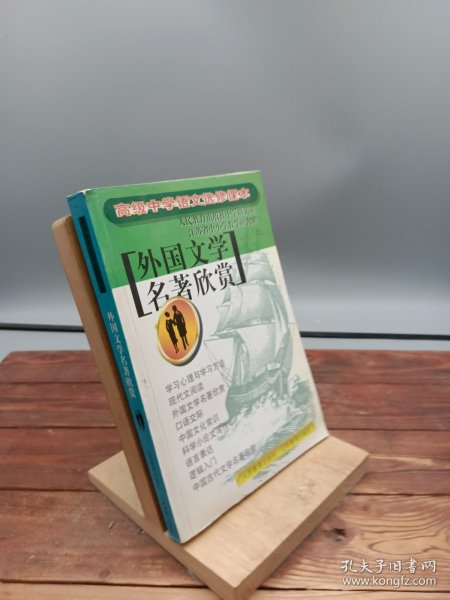 高级中学语文选修课本
外国文学
名著欣赏
学习心理与学习方法
现代文阅读
外国文学名著欣赏
口语交际
中国文化常识
科学小论文写作
语言表达
逻辑入门
中国古代文学名著欣赏
外国文学名著欣赏
孔夫子旧书网
www.kongfz.com